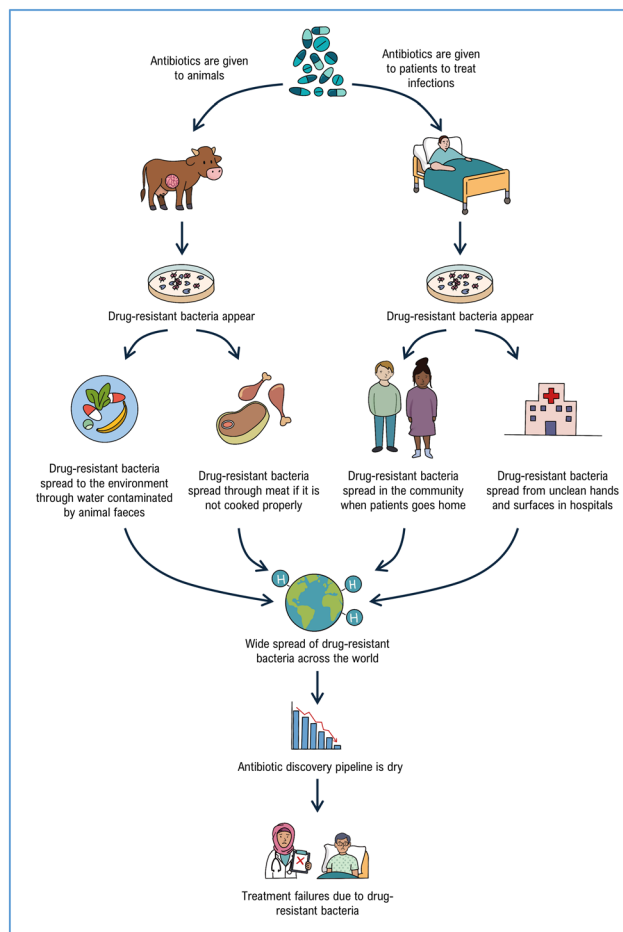 Antibiotics are given
to animals
Antibiotics are given
to patients to treat
infections
Drug-resistant bacteria appear
Drug-resistant bacteria appear
Drug-resistant bacteria
spread to the environment
through water contaminated
by animal faeces
Drug-resistant bacteria
spread through meat if it is
not cooked properly
Drug-resistant bacteria
spread in the community
when patients goes home
Drug-resistant bacteria
spread from unclean hands
and surfaces in hospitals
H
H
H
Wide spread of drug-resistant
bacteria across the world
Antibiotic discovery pipeline is dry
Treatment failures due to drug-
resistant bacteria